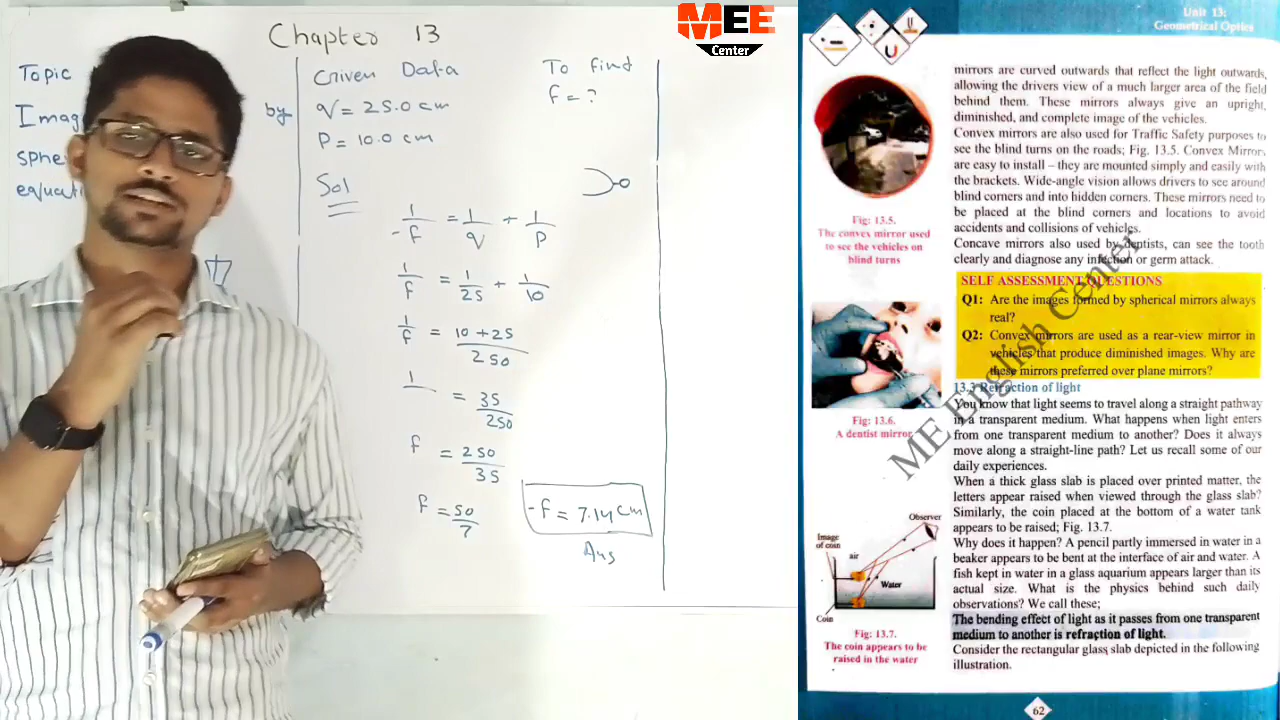 Chapter 13
Topic
Imag by
sphe
equati
Given Data
q = 25.0 cm
P = 10.0 cm
To find
f = ?
Sol
1/-f = 1/q + 1/P
1/f = 1/25 + 1/10
1/f = 10+25/250
1/ = 35/250
f = 250/35
f = 50/7
-f = 7.14 cm
Ans
MEE
Center
Unit 13:
Geometrical Optics
mirrors are curved outwards that reflect the light outwards,
allowing the drivers view of a much larger area of the field
behind them. These mirrors always give an upright,
diminished, and complete image of the vehicles.
Convex mirrors are also used for Traffic Safety purposes to
see the blind turns on the roads; Fig. 13.5. Convex Mirrors
are easy to install – they are mounted simply and easily with
the brackets. Wide-angle vision allows drivers to see around
blind corners and into hidden corners. These mirrors need to
be placed at the blind corners and locations to avoid
accidents and collisions of vehicles.
Concave mirrors also used by dentists, can see the tooth
clearly and diagnose any infection or germ attack.
Fig: 13.5.
The convex mirror used
to see the vehicles on
blind turns
SELF ASSESSMENT QUESTIONS
Q1: Are the images formed by spherical mirrors always
real?
Q2: Convex mirrors are used as a rear-view mirror in
vehicles that produce diminished images. Why are
these mirrors preferred over plane mirrors?
Fig: 13.6.
A dentist mirror
13.3 Refraction of light
You know that light seems to travel along a straight pathway
in a transparent medium. What happens when light enters
from one transparent medium to another? Does it always
move along a straight-line path? Let us recall some of our
daily experiences.
When a thick glass slab is placed over printed matter, the
letters appear raised when viewed through the glass slab?
Similarly, the coin placed at the bottom of a water tank
appears to be raised; Fig. 13.7.
Why does it happen? A pencil partly immersed in water in a
beaker appears to be bent at the interface of air and water. A
fish kept in water in a glass aquarium appears larger than its
actual size. What is the physics behind such daily
observations? We call these;
The bending effect of light as it passes from one transparent
medium to another is refraction of light.
Consider the rectangular glass slab depicted in the following
illustration.
Observer
Image
of coin
air
Water
Coin
Fig: 13.7.
The coin appears to be
raised in the water
ME English Center
62